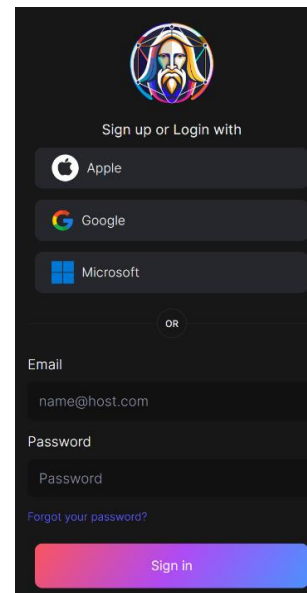 Sign up or Login with
Apple
Google
Microsoft
OR
Email
name@host.com
Password
Password
Forgot your password?
Sign in